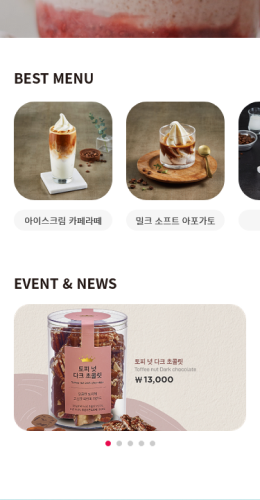 BEST MENU
아이스크림 카페라떼
밀크 소프트 아포가토
EVENT & NEWS
토피 넛
다크 초콜릿
토피 넛 다크 초콜릿
Toffee nut Dark chocolate
₩ 13,000